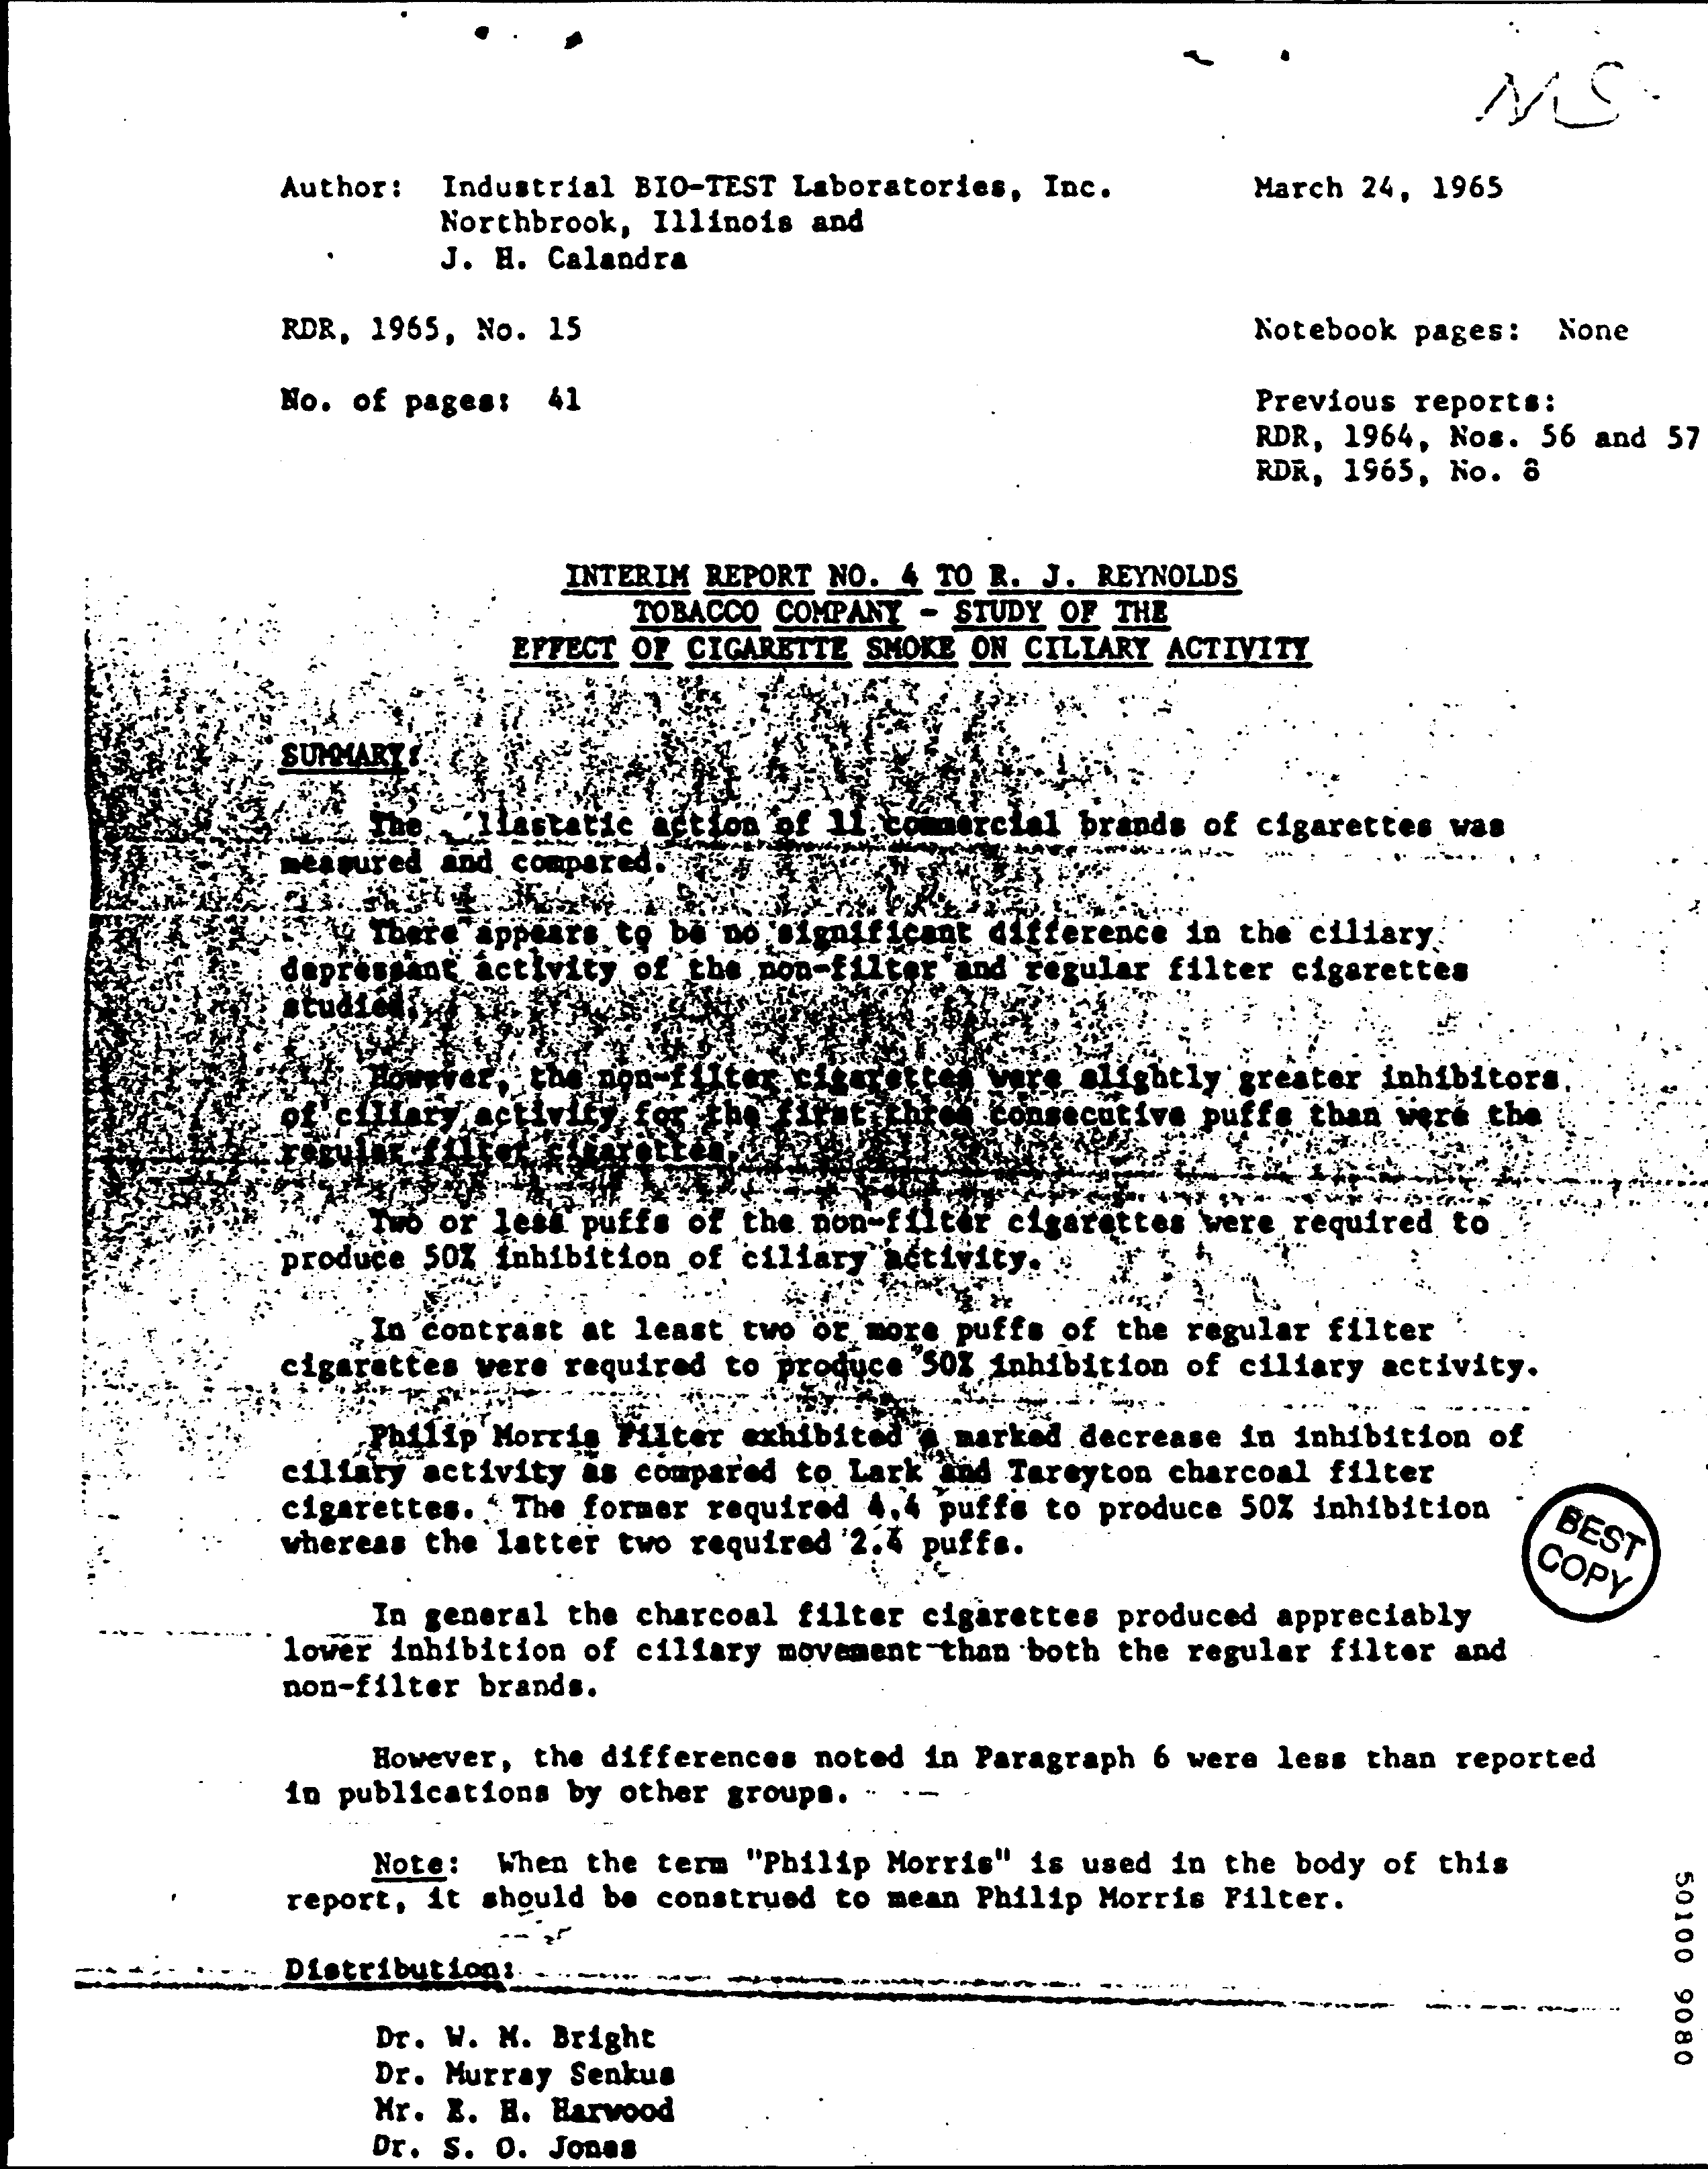 MS
Author: Industrial BIO-TEST Laboratories, Inc. March 24, 1965
Northbrook, Illinois and
J. H. Calandra
RDR, 1965, No. 15 Notebook pages: None
No. of pages: 41 Previous reports:
RDR, 1964, Nos. 56 and 57
RDR, 1965, No. 8
INTERIM REPORT NO. 4 TO R. J. REYNOLDS
TOBACCO COMPANY - STUDY OF THE
EFFECT OF CIGARETTE SMOKE ON CILIARY ACTIVITY
SUMMARY:
The action of 11 commercial brands of cigarettes was
measured and compared.
There appears to be no significant difference in the ciliary
depressant activity of the non-filter and regular filter cigarettes
studied.
However, the non-filter cigarettes were slightly greater inhibitors
of ciliary activity for the first three consecutive puffs than were the
regular filter cigarettes.
Two or less puffs of the non-filter cigarettes were required to
produce 50% inhibition of ciliary activity.
In contrast at least two or more puffs of the regular filter
cigarettes were required to produce 50% inhibition of ciliary activity.
Philip Morris Filter exhibited a marked decrease in inhibition of
ciliary activity as compared to Lark and Tareyton charcoal filter
cigarettes. The former required 4.4 puffs to produce 50% inhibition
whereas the latter two required 2.4 puffs.
In general the charcoal filter cigarettes produced appreciably
lower inhibition of ciliary movement than both the regular filter and
non-filter brands.
However, the differences noted in Paragraph 6 were less than reported
in publications by other groups.
Note: When the term "Philip Morris" is used in the body of this
report, it should be construed to mean Philip Morris Filter.
Distribution:
Dr. W. M. Bright
Dr. Murray Senkus
Mr. E. H. Harwood
Dr. S. O. Jones
BEST
COPY
50100 9080